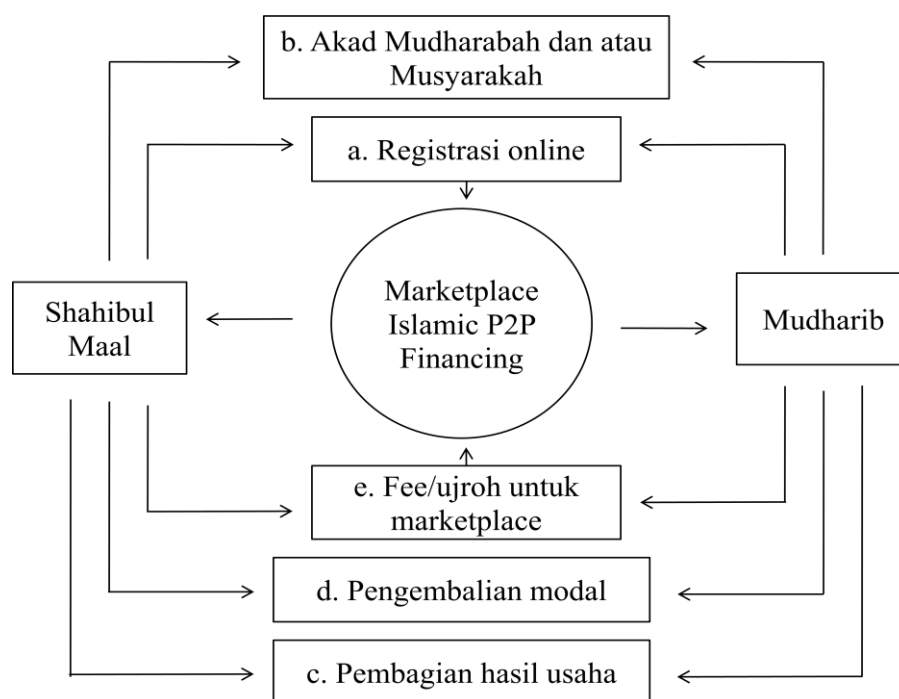 b. Akad Mudharabah dan atau
Musyarakah
a. Registrasi online
Shahibul
Maal
Marketplace
Islamic P2P
Financing
Mudharib
e. Fee/ujroh untuk
marketplace
d. Pengembalian modal
c. Pembagian hasil usaha